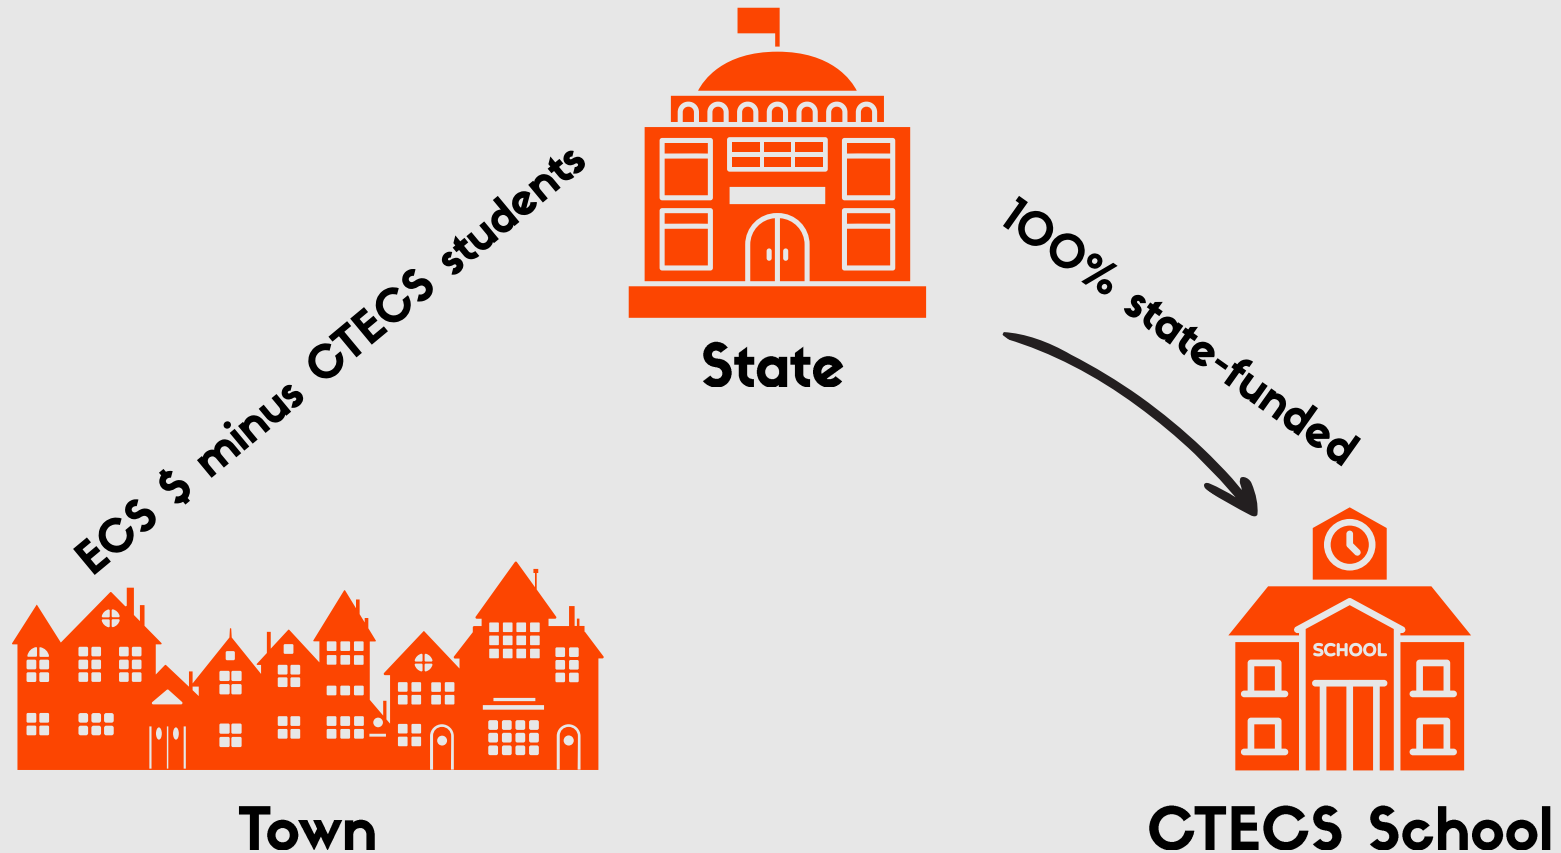 ECS $ minus CTECS students
100% state-funded
State
SCHOOL
Town
CTECS School